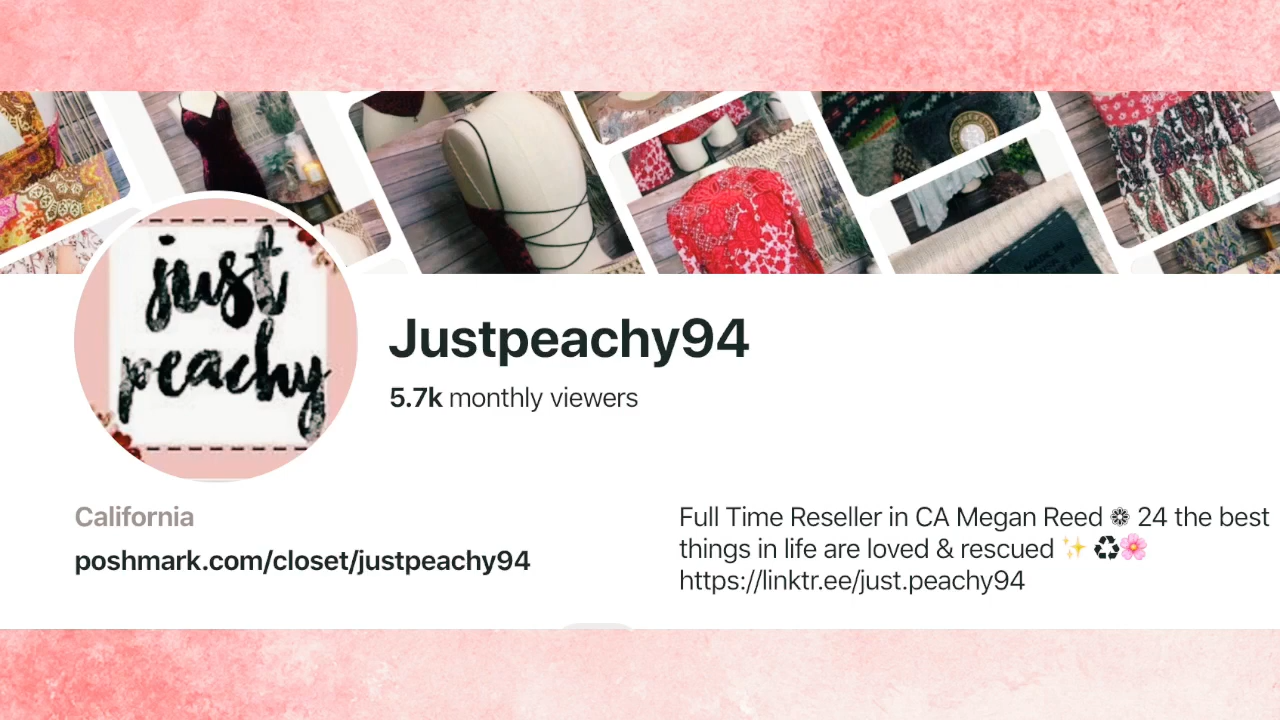 just
peachy
Justpeachy94
5.7k monthly viewers
California
poshmark.com/closet/justpeachy94
Full Time Reseller in CA Megan Reed ❁ 24 the best
things in life are loved & rescued ✨ ♻️🌸
https://linktr.ee/just.peachy94